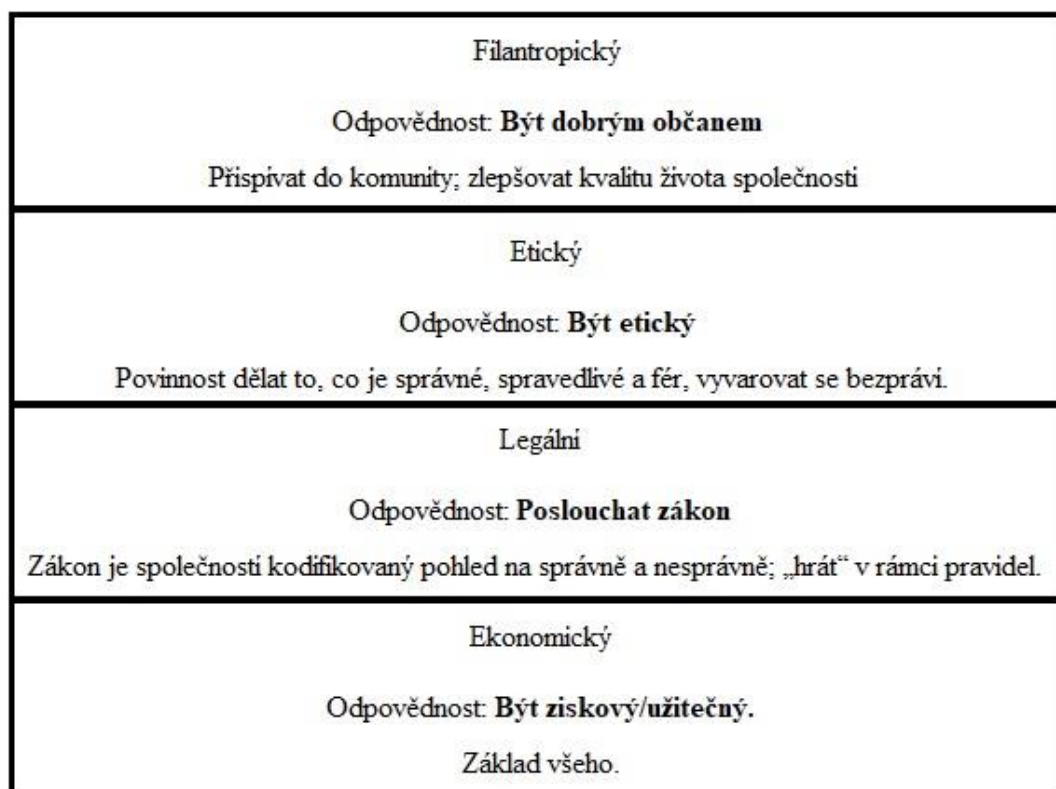 Filantropický
Odpovědnost: Být dobrým občanem
Přispívat do komunity; zlepšovat kvalitu života společnosti
Etický
Odpovědnost: Být etický
Povinnost dělat to, co je správné, spravedlivé a fér, vyvarovat se bezpráví.
Legální
Odpovědnost: Poslouchat zákon
Zákon je společností kodifikovaný pohled na správně a nesprávně; „hrát“ v rámci pravidel.
Ekonomický
Odpovědnost: Být ziskový/užitečný.
Základ všeho.